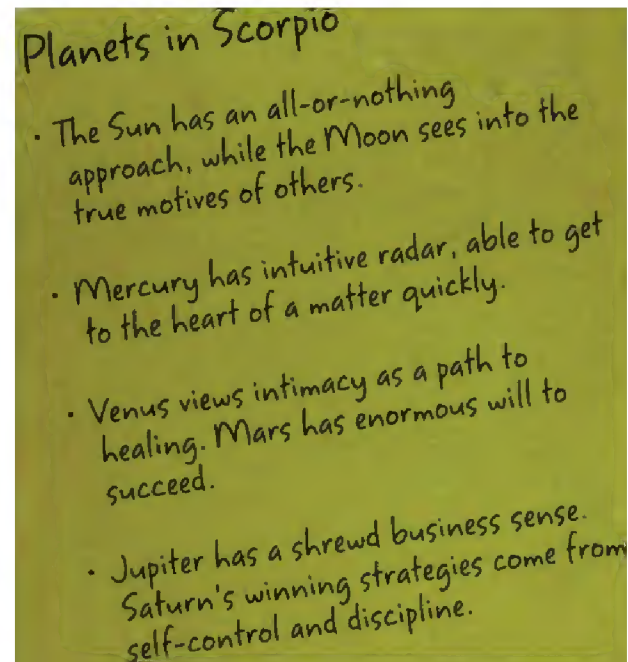 Planets in Scorpio
· The Sun has an all-or-nothing
approach, while the Moon sees into the
true motives of others.
· Mercury has intuitive radar, able to get
to the heart of a matter quickly.
· Venus views intimacy as a path to
healing. Mars has enormous will to
succeed.
· Jupiter has a shrewd business sense.
Saturn's winning strategies come from
self-control and discipline.